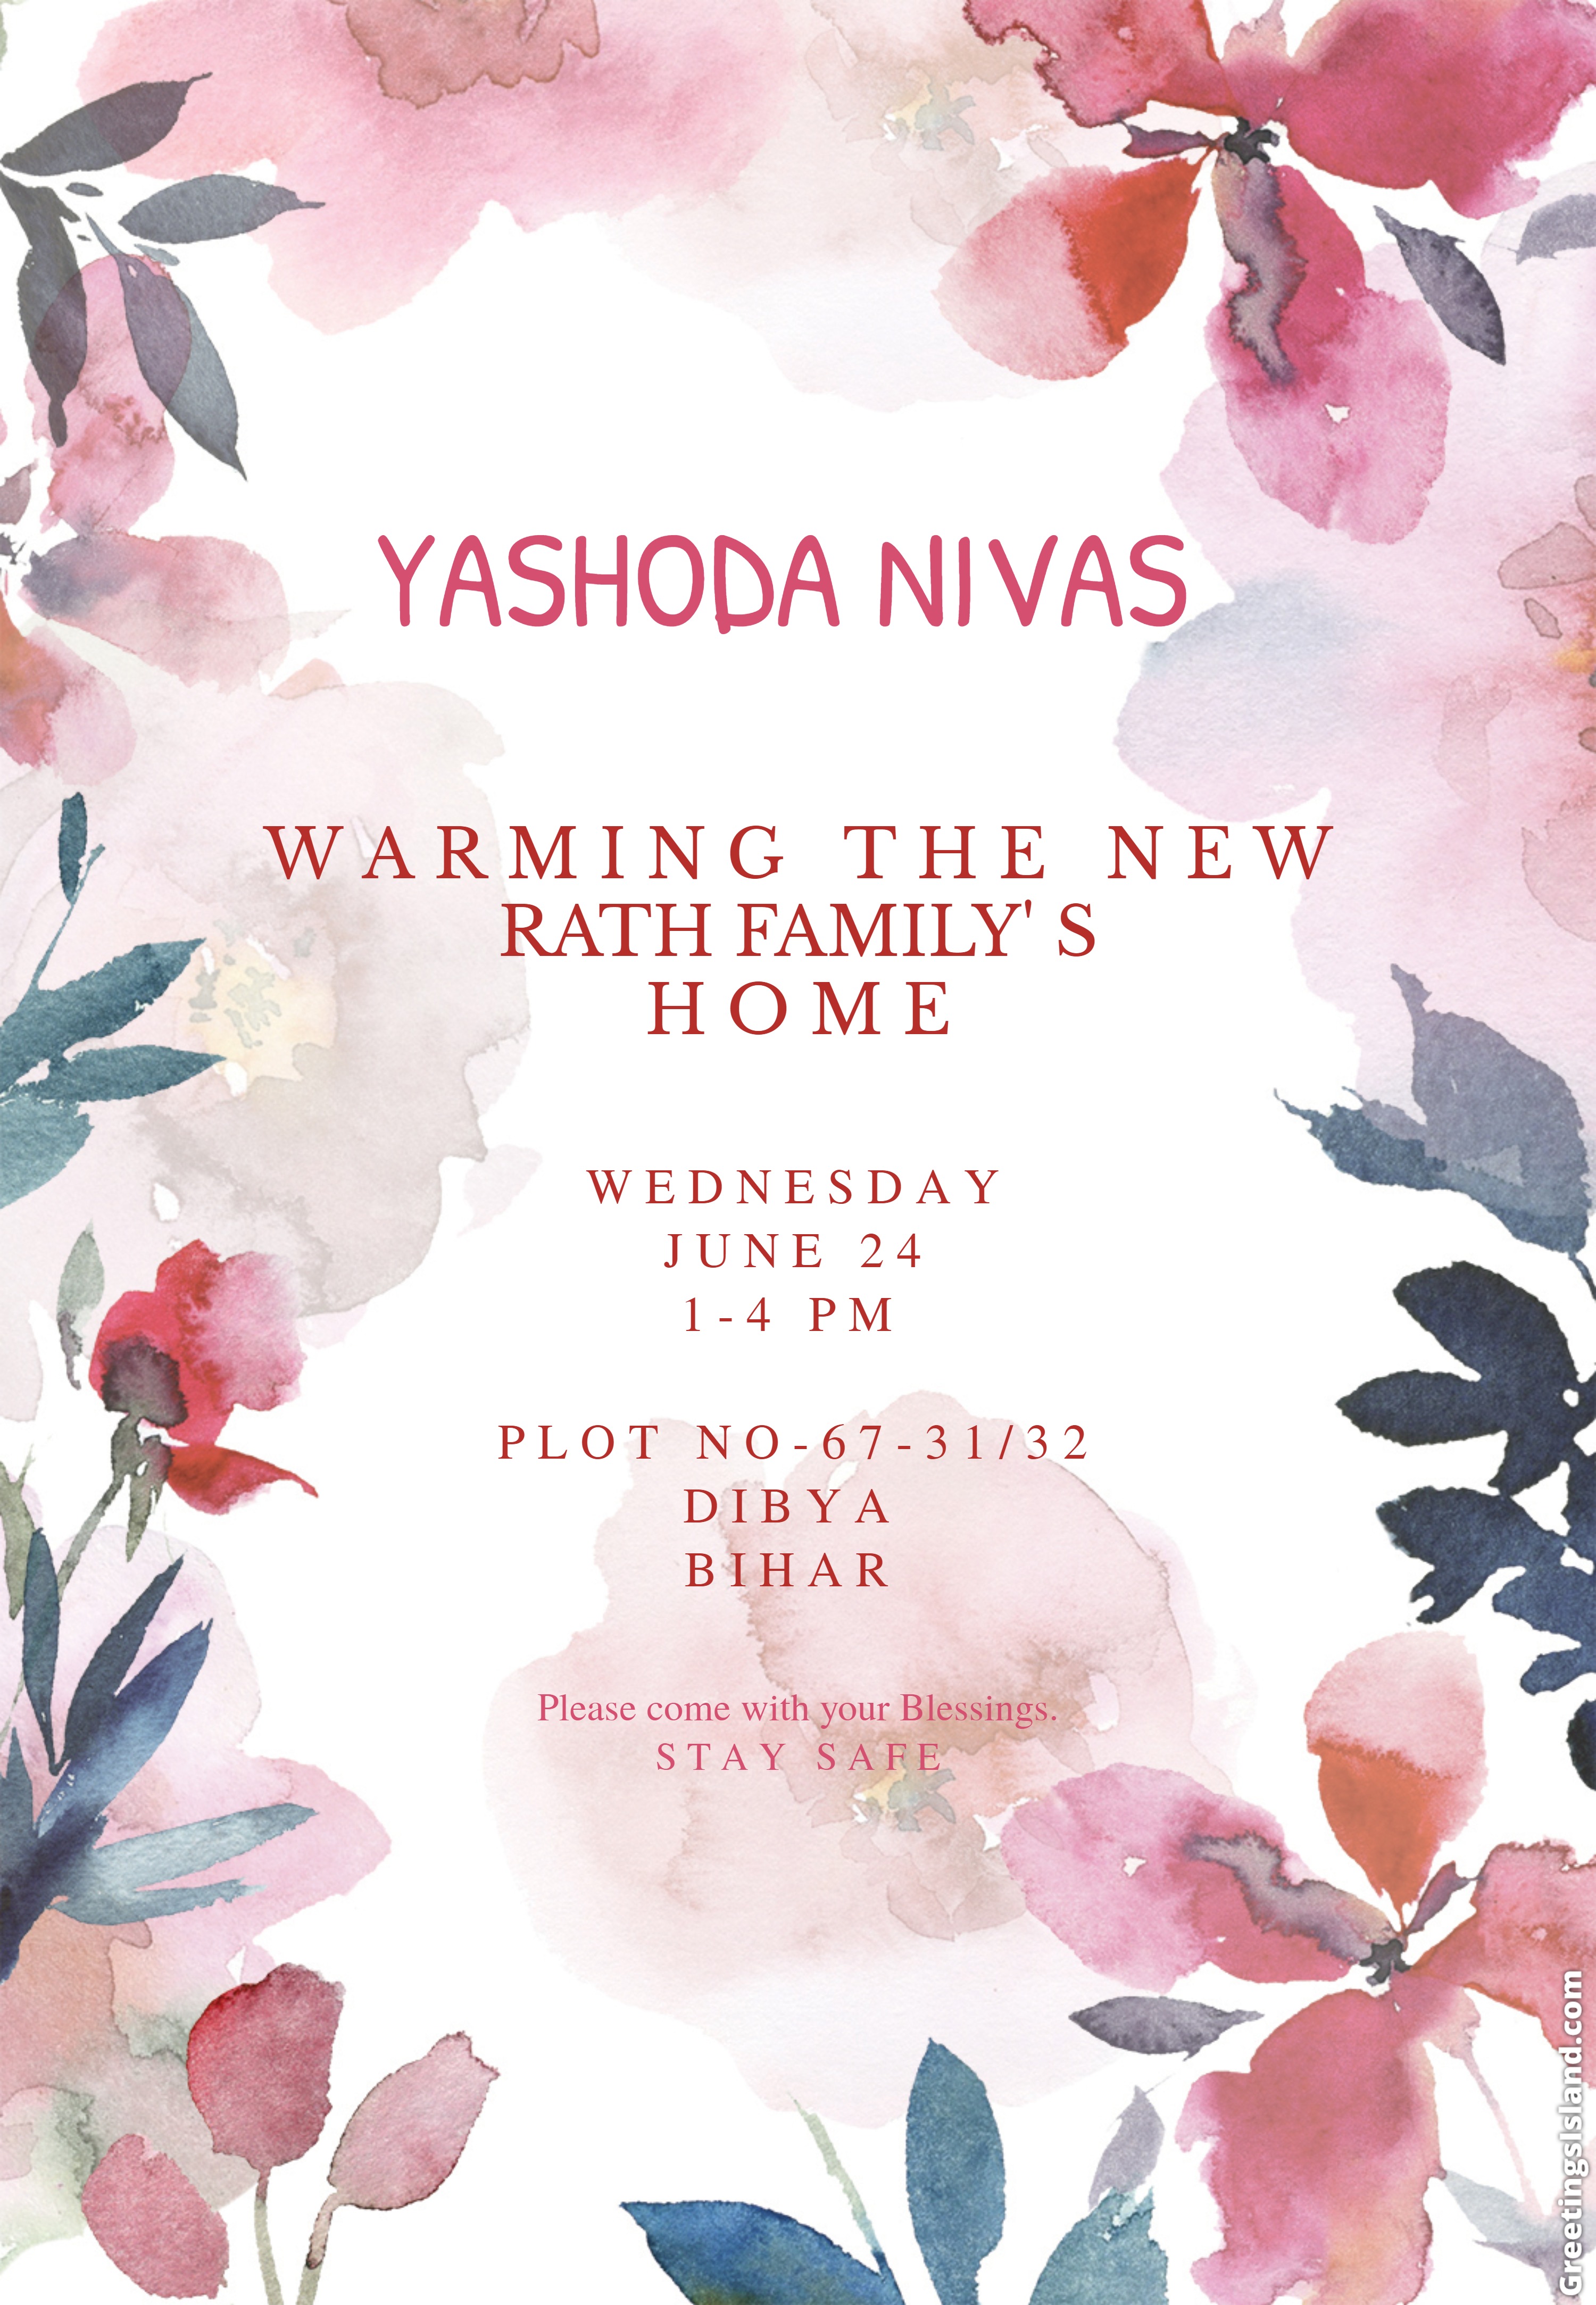 YASHODA NIVAS
WARMING THE NEW
RATH FAMILY' S
HOME
WEDNESDAY
JUNE 24
1-4 PM
PLOT NO-67-31/32
DIBYA
BIHAR
Please come with your Blessings.
STAY SAFE
GreetingsIsland.com